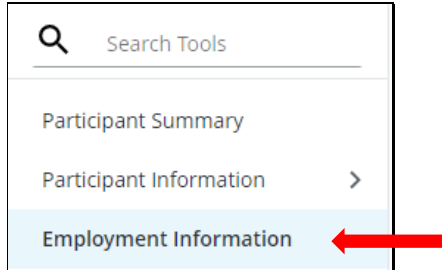 Search Tools
Participant Summary
Participant Information
Employment Information